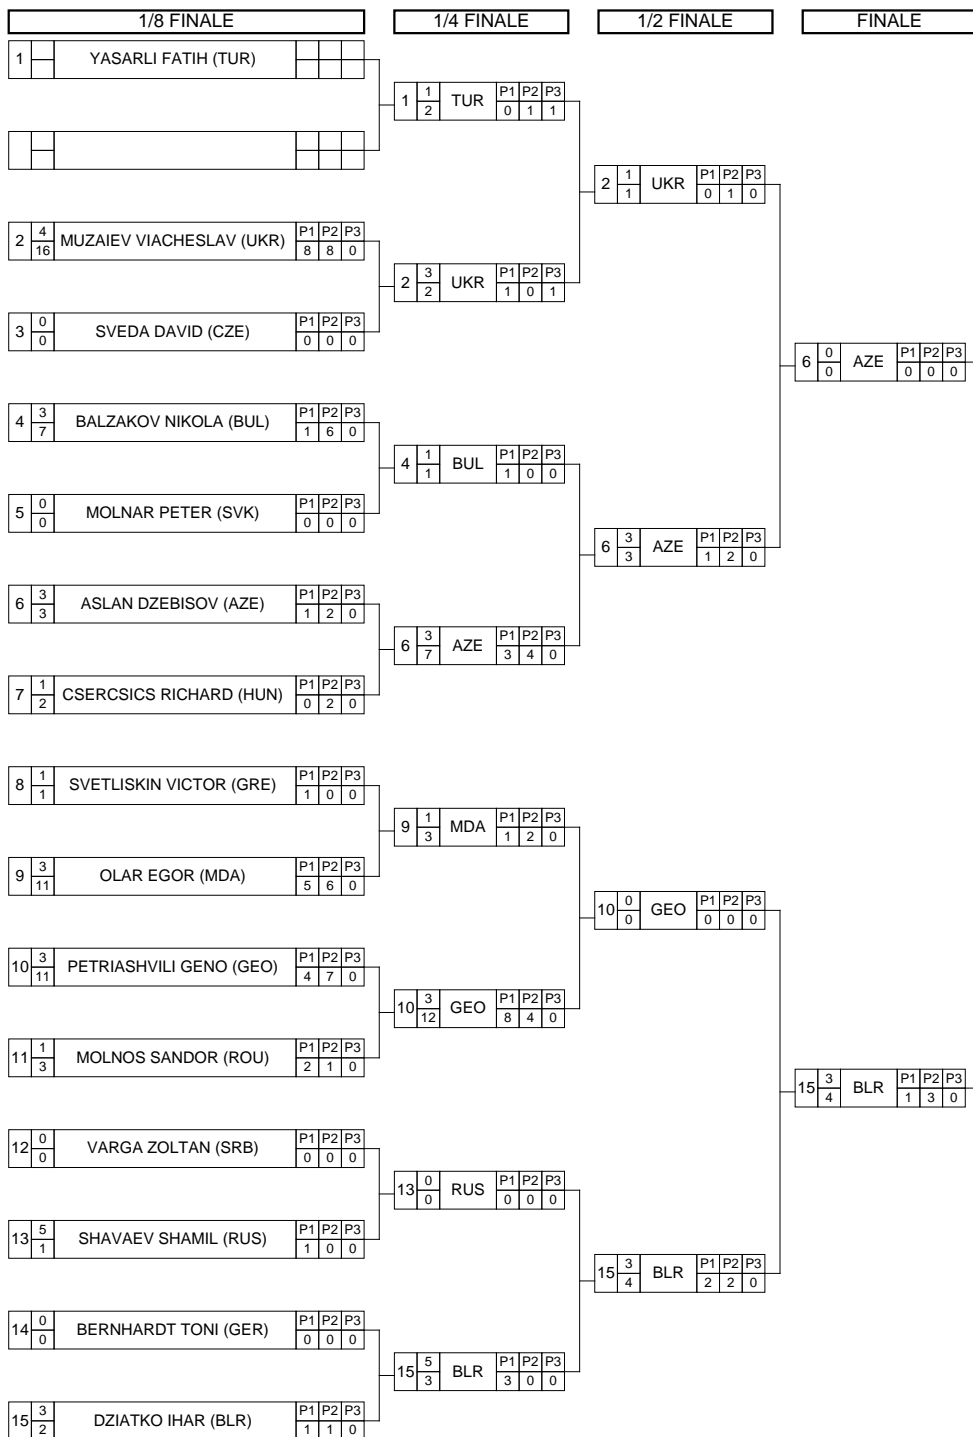 1/8 FINALE 1/4 FINALE 1/2 FINALE FINALE
1 YASARLI FATIH (TUR)
1 1 2 TUR P1 P2 P3 0 1 1
2 1 1 UKR P1 P2 P3 0 1 0
2 4 16 MUZAIEV VIACHESLAV (UKR) P1 P2 P3 8 8 0
2 3 2 UKR P1 P2 P3 1 0 1
3 0 0 SVEDA DAVID (CZE) P1 P2 P3 0 0 0
6 0 0 AZE P1 P2 P3 0 0 0
4 3 7 BALZAKOV NIKOLA (BUL) P1 P2 P3 1 6 0
4 1 1 BUL P1 P2 P3 1 0 0
5 0 0 MOLNAR PETER (SVK) P1 P2 P3 0 0 0
6 3 3 AZE P1 P2 P3 1 2 0
6 3 3 ASLAN DZEBISOV (AZE) P1 P2 P3 1 2 0
6 3 7 AZE P1 P2 P3 3 4 0
7 1 2 CSERCSICS RICHARD (HUN) P1 P2 P3 0 2 0
8 1 1 SVETLISKIN VICTOR (GRE) P1 P2 P3 1 0 0
9 1 3 MDA P1 P2 P3 1 2 0
9 3 11 OLAR EGOR (MDA) P1 P2 P3 5 6 0
10 0 0 GEO P1 P2 P3 0 0 0
10 3 11 PETRIASHVILI GENO (GEO) P1 P2 P3 4 7 0
10 3 12 GEO P1 P2 P3 8 4 0
11 1 3 MOLNOS SANDOR (ROU) P1 P2 P3 2 1 0
15 3 4 BLR P1 P2 P3 1 3 0
12 0 0 VARGA ZOLTAN (SRB) P1 P2 P3 0 0 0
13 0 0 RUS P1 P2 P3 0 0 0
13 5 1 SHAVAEV SHAMIL (RUS) P1 P2 P3 1 0 0
15 3 4 BLR P1 P2 P3 2 2 0
14 0 0 BERNHARDT TONI (GER) P1 P2 P3 0 0 0
15 5 3 BLR P1 P2 P3 3 0 0
15 3 2 DZIATKO IHAR (BLR) P1 P2 P3 1 1 0